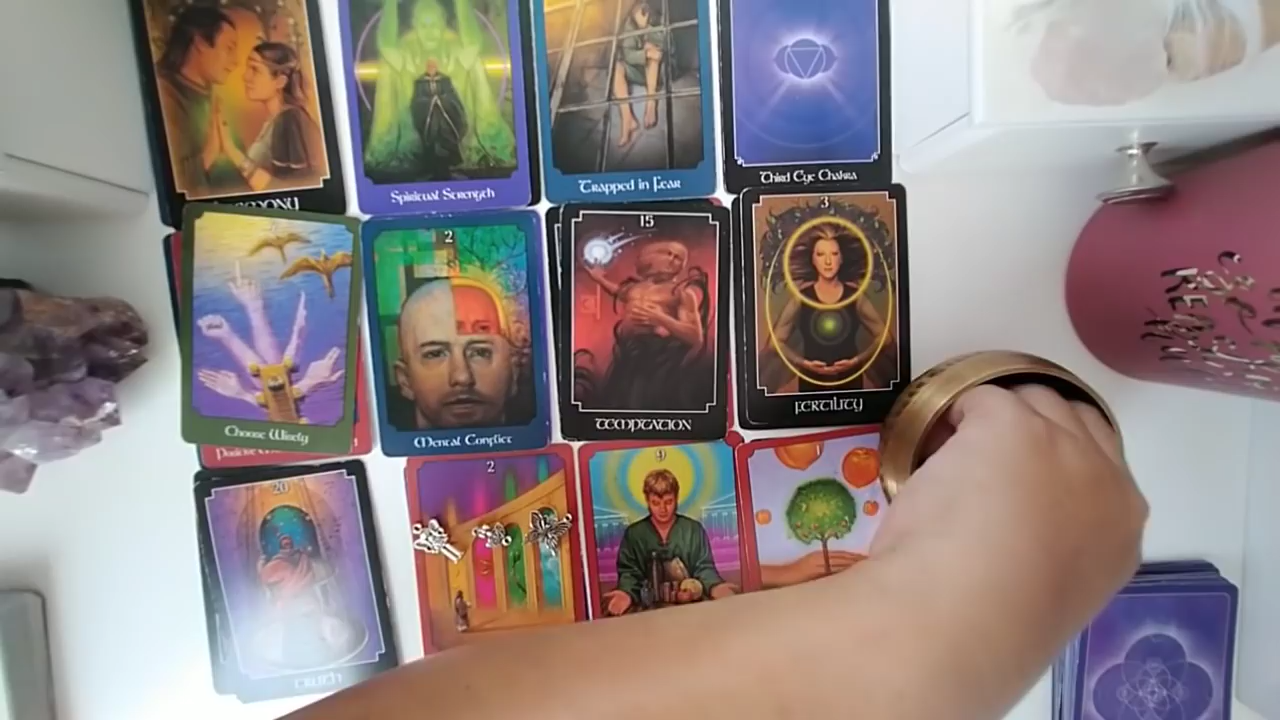 Spiritual Strength
Trapped in Fear
Third Eye Chakra
2
15
3
Choose Wisely
Mental Conflict
TEMPTATION
FERTILITY
20
2
9
TRUTH